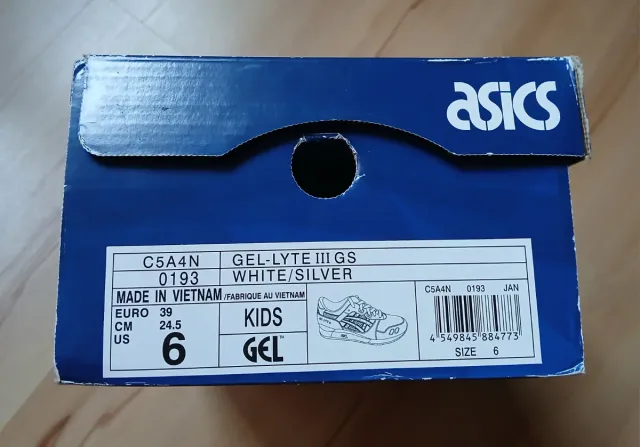 asics
C5A4N GEL-LYTE III GS
0193 WHITE/SILVER
MADE IN VIETNAM /FABRIQUE AU VIETNAM
EURO 39
CM 24.5
US 6
KIDS
GEL™
C5A4N 0193 JAN
4 549845 884773
SIZE 6